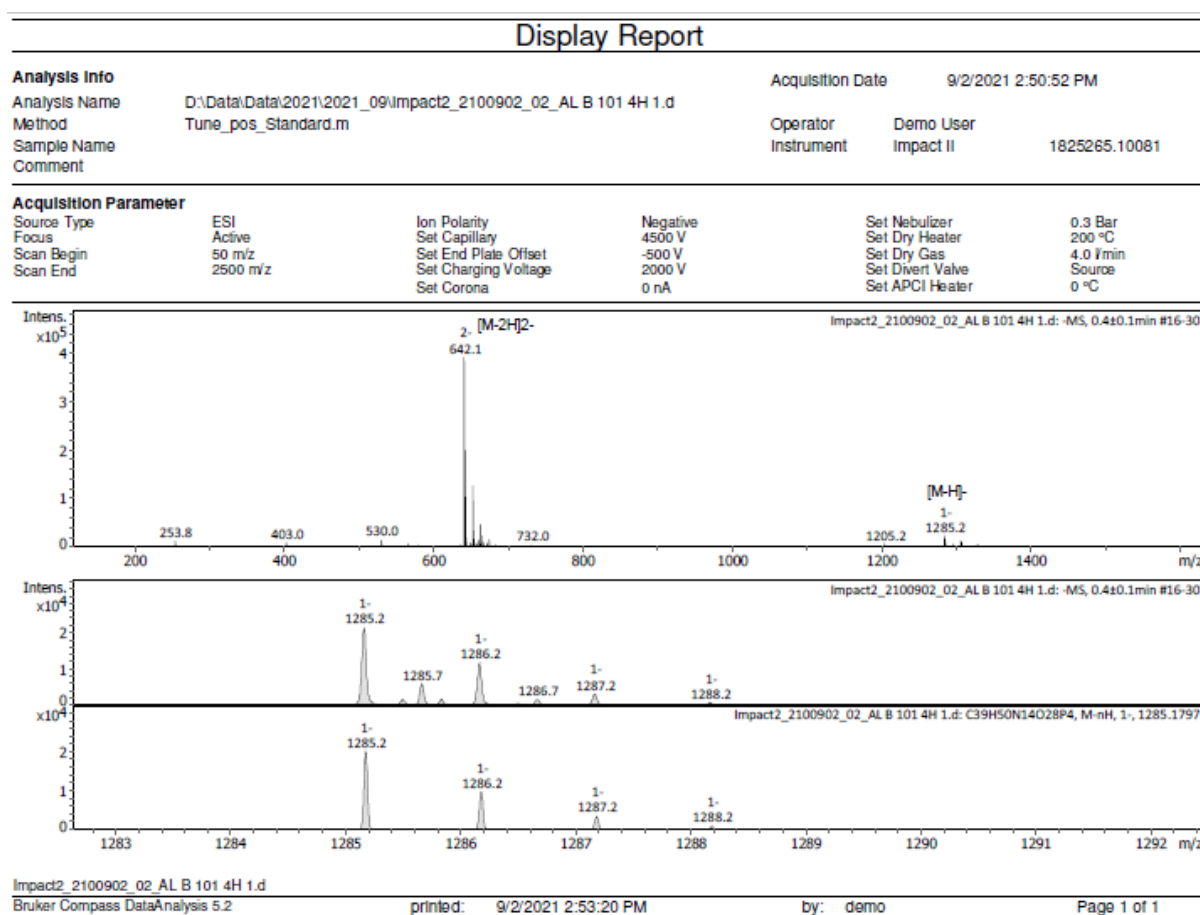 Display Report
Analysis Info
Acquisition Date 9/2/2021 2:50:52 PM
Analysis Name D:\Data\Data\2021\2021_09\Impact2_2100902_02_AL B 101 4H 1.d
Method Tune_pos_Standard.m Operator Demo User
Sample Name Instrument Impact II 1825265.10081
Comment
Acquisition Parameter
Source Type ESI Ion Polarity Negative Set Nebulizer 0.3 Bar
Focus Active Set Capillary 4500 V Set Dry Heater 200 ºC
Scan Begin 50 m/z Set End Plate Offset -500 V Set Dry Gas 4.0 l/min
Scan End 2500 m/z Set Charging Voltage 2000 V Set Divert Valve Source
Set Corona 0 nA Set APCI Heater 0 ºC
Intens.
x10⁵
Impact2_2100902_02_AL B 101 4H 1.d: -MS, 0.4±0.1min #16-30
2- [M-2H]2-
642.1
4
3
2
1
0
[M-H]-
1-
1285.2
253.8 403.0 530.0 732.0 1205.2
200 400 600 800 1000 1200 1400 m/z
Intens.
x10⁴
Impact2_2100902_02_AL B 101 4H 1.d: -MS, 0.4±0.1min #16-30
2
1
0
1-
1285.2
1285.7
1-
1286.2
1286.7
1-
1287.2
1-
1288.2
x10⁴
Impact2_2100902_02_AL B 101 4H 1.d: C39H50N14O28P4, M-nH, 1-, 1285.1797
2
1
0
1-
1285.2
1-
1286.2
1-
1287.2
1-
1288.2
1283 1284 1285 1286 1287 1288 1289 1290 1291 1292 m/z
Impact2_2100902_02_AL B 101 4H 1.d
Bruker Compass DataAnalysis 5.2 printed: 9/2/2021 2:53:20 PM by: demo Page 1 of 1